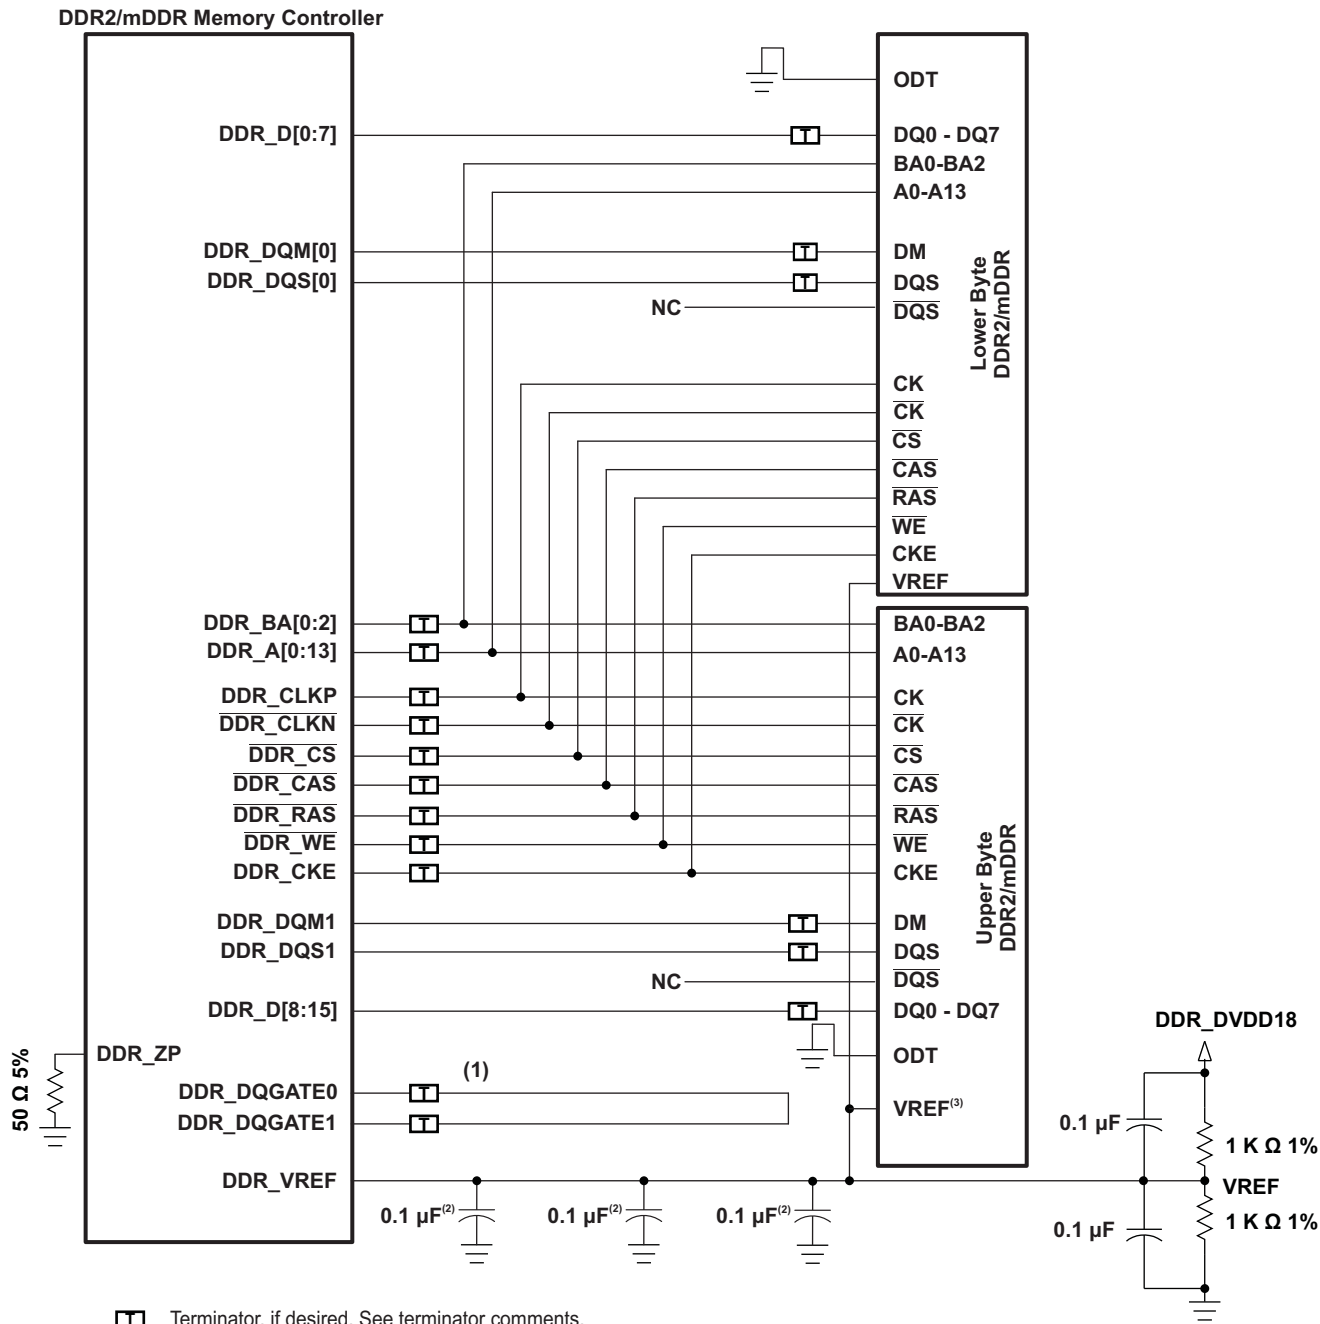 DDR2/mDDR Memory Controller
ODT
DDR_D[0:7]
T
DQ0 - DQ7
BA0-BA2
A0-A13
DDR_DQM[0]
T
DM
DDR_DQS[0]
T
DQS
NC
DQS
Lower Byte
DDR2/mDDR
CK
CK
CS
CAS
RAS
WE
CKE
VREF
DDR_BA[0:2]
T
BA0-BA2
DDR_A[0:13]
T
A0-A13
DDR_CLKP
T
CK
DDR_CLKN
T
CK
DDR_CS
T
CS
DDR_CAS
T
CAS
DDR_RAS
T
RAS
DDR_WE
T
WE
DDR_CKE
T
CKE
Upper Byte
DDR2/mDDR
DDR_DQM1
T
DM
DDR_DQS1
T
DQS
NC
DQS
DDR_D[8:15]
T
DQ0 - DQ7
ODT
DDR_DVDD18
50 Ω 5%
DDR_ZP
(1)
DDR_DQGATE0
T
DDR_DQGATE1
T
VREF(3)
0.1 µF
1 K Ω 1%
DDR_VREF
VREF
0.1 µF(2)
0.1 µF(2)
0.1 µF(2)
0.1 µF
1 K Ω 1%
T Terminator, if desired. See terminator comments.